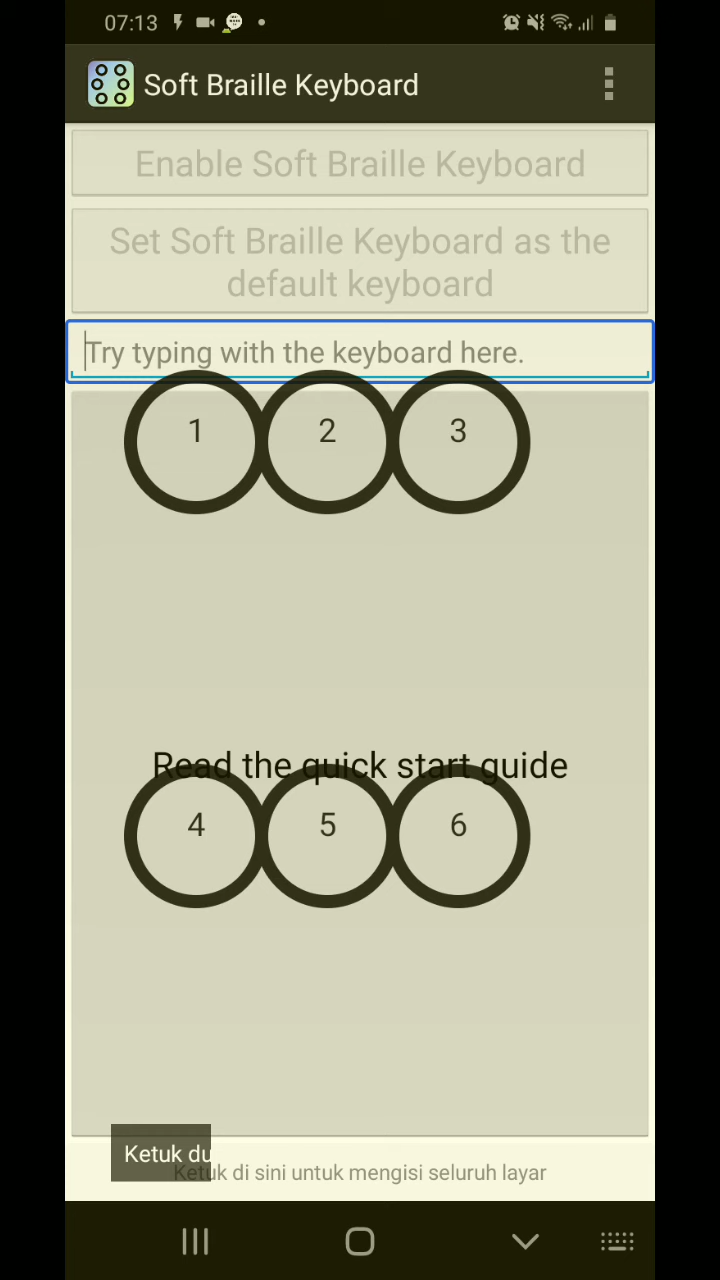 07:13
Soft Braille Keyboard
Enable Soft Braille Keyboard
Set Soft Braille Keyboard as the
default keyboard
Try typing with the keyboard here.
1 2 3
Read the quick start guide
4 5 6
Ketuk du
Ketuk di sini untuk mengisi seluruh layar